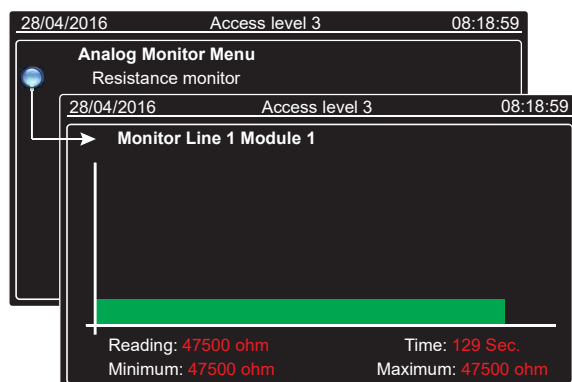 28/04/2016 Access level 3 08:18:59
Analog Monitor Menu
Resistance monitor
28/04/2016 Access level 3 08:18:59
Monitor Line 1 Module 1
Reading: 47500 ohm Time: 129 Sec.
Minimum: 47500 ohm Maximum: 47500 ohm